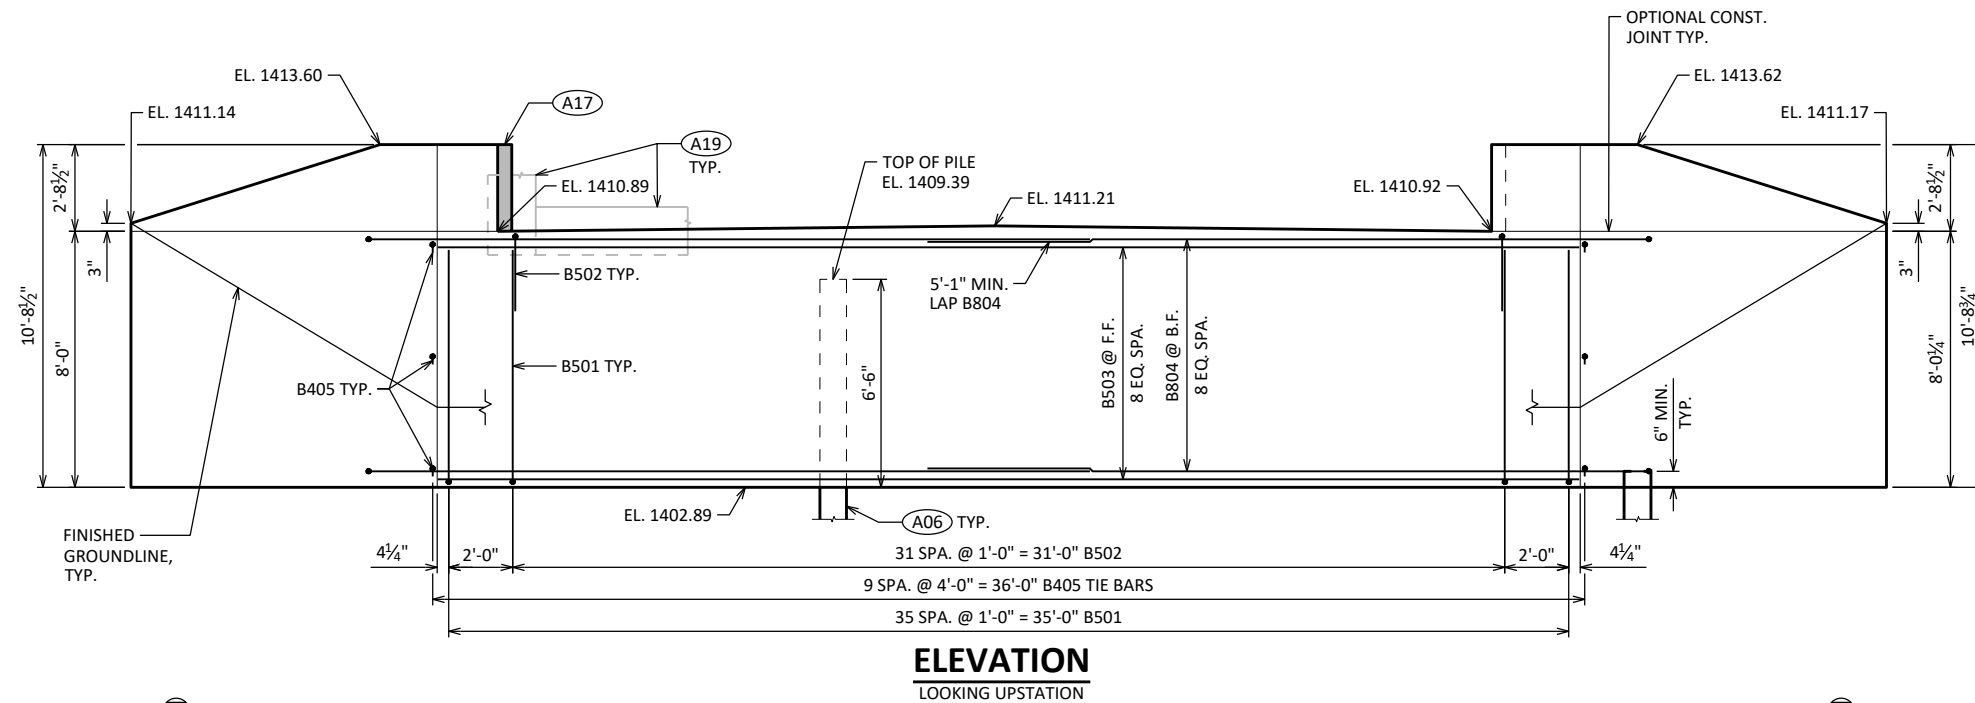 OPTIONAL CONST.
JOINT TYP.
EL. 1413.60
EL. 1413.62
A17
EL. 1411.14
EL. 1411.17
A19
TYP.
TOP OF PILE
EL. 1409.39
EL. 1410.89
EL. 1410.92
EL. 1411.21
2'-8½"
2'-8½"
3"
3"
B502 TYP.
5'-1" MIN.
LAP B804
10'-8½"
8'-0"
B405 TYP.
B501 TYP.
6'-6"
B503 @ F.F.
8 EQ. SPA.
B804 @ B.F.
8 EQ. SPA.
6" MIN.
TYP.
8'-0¼"
10'-8¾"
FINISHED
GROUNDLINE,
TYP.
EL. 1402.89
A06 TYP.
4¼"
2'-0"
31 SPA. @ 1'-0" = 31'-0" B502
2'-0"
4¼"
9 SPA. @ 4'-0" = 36'-0" B405 TIE BARS
35 SPA. @ 1'-0" = 35'-0" B501
ELEVATION
LOOKING UPSTATION